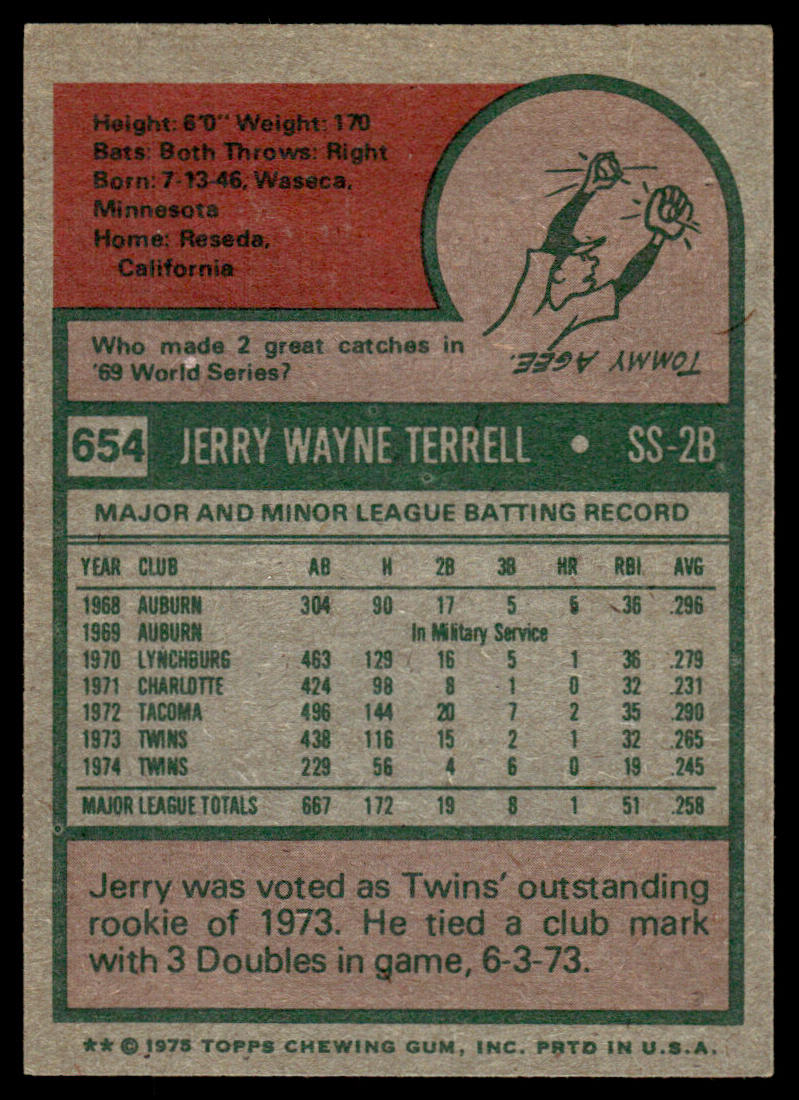 Height: 6'0" Weight: 170
Bats: Both Throws: Right
Born: 7-13-46, Waseca,
Minnesota
Home: Reseda,
California
Who made 2 great catches in
'69 World Series?
TOMMY AGEE.
654 JERRY WAYNE TERRELL • SS-2B
MAJOR AND MINOR LEAGUE BATTING RECORD
YEAR CLUB AB H 2B 3B HR RBI AVG
1968 AUBURN 304 90 17 5 5 36 .296
1969 AUBURN In Military Service
1970 LYNCHBURG 463 129 16 5 1 36 .279
1971 CHARLOTTE 424 98 8 1 0 32 .231
1972 TACOMA 496 144 20 7 2 35 .290
1973 TWINS 438 116 15 2 1 32 .265
1974 TWINS 229 56 4 6 0 19 .245
MAJOR LEAGUE TOTALS 667 172 19 8 1 51 .258
Jerry was voted as Twins' outstanding
rookie of 1973. He tied a club mark
with 3 Doubles in game, 6-3-73.
** © 1975 TOPPS CHEWING GUM, INC. PRTD IN U.S.A.